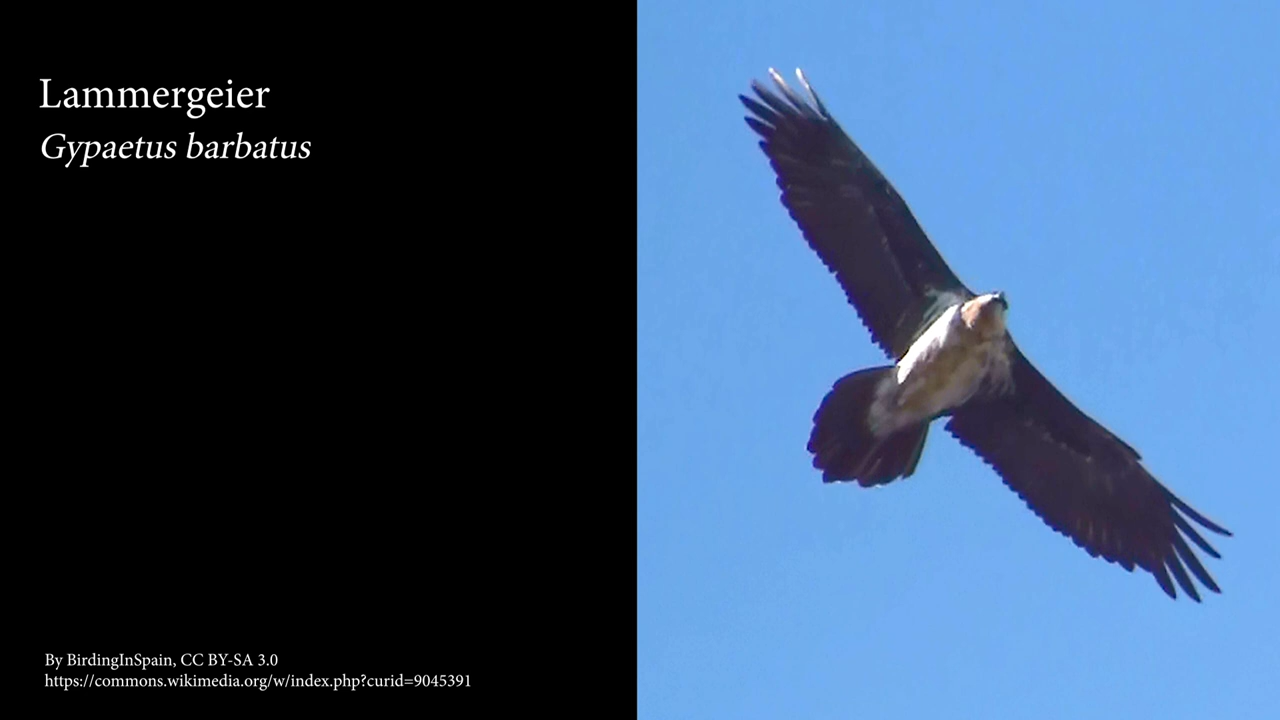 Lammergeier
Gypaetus barbatus
By BirdingInSpain, CC BY-SA 3.0
https://commons.wikimedia.org/w/index.php?curid=9045391